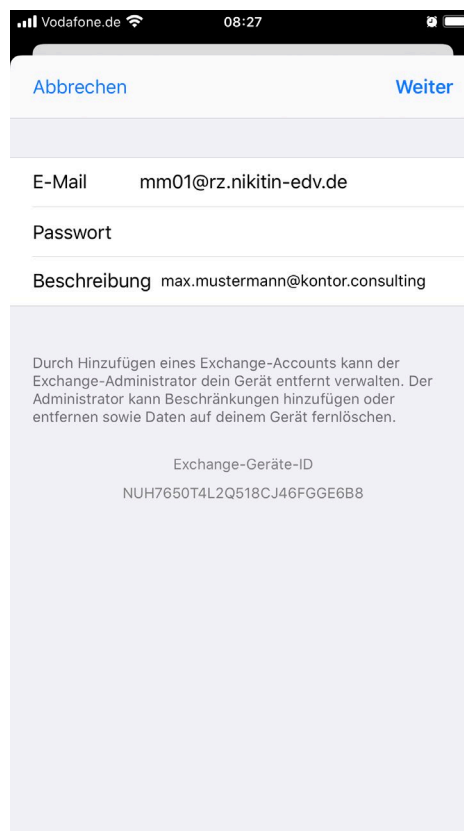 Vodafone.de 08:27
Abbrechen Weiter
E-Mail mm01@rz.nikitin-edv.de
Passwort
Beschreibung max.mustermann@kontor.consulting
Durch Hinzufügen eines Exchange-Accounts kann der
Exchange-Administrator dein Gerät entfernt verwalten. Der
Administrator kann Beschränkungen hinzufügen oder
entfernen sowie Daten auf deinem Gerät fernlöschen.
Exchange-Geräte-ID
NUH7650T4L2Q518CJ46FGGE6B8